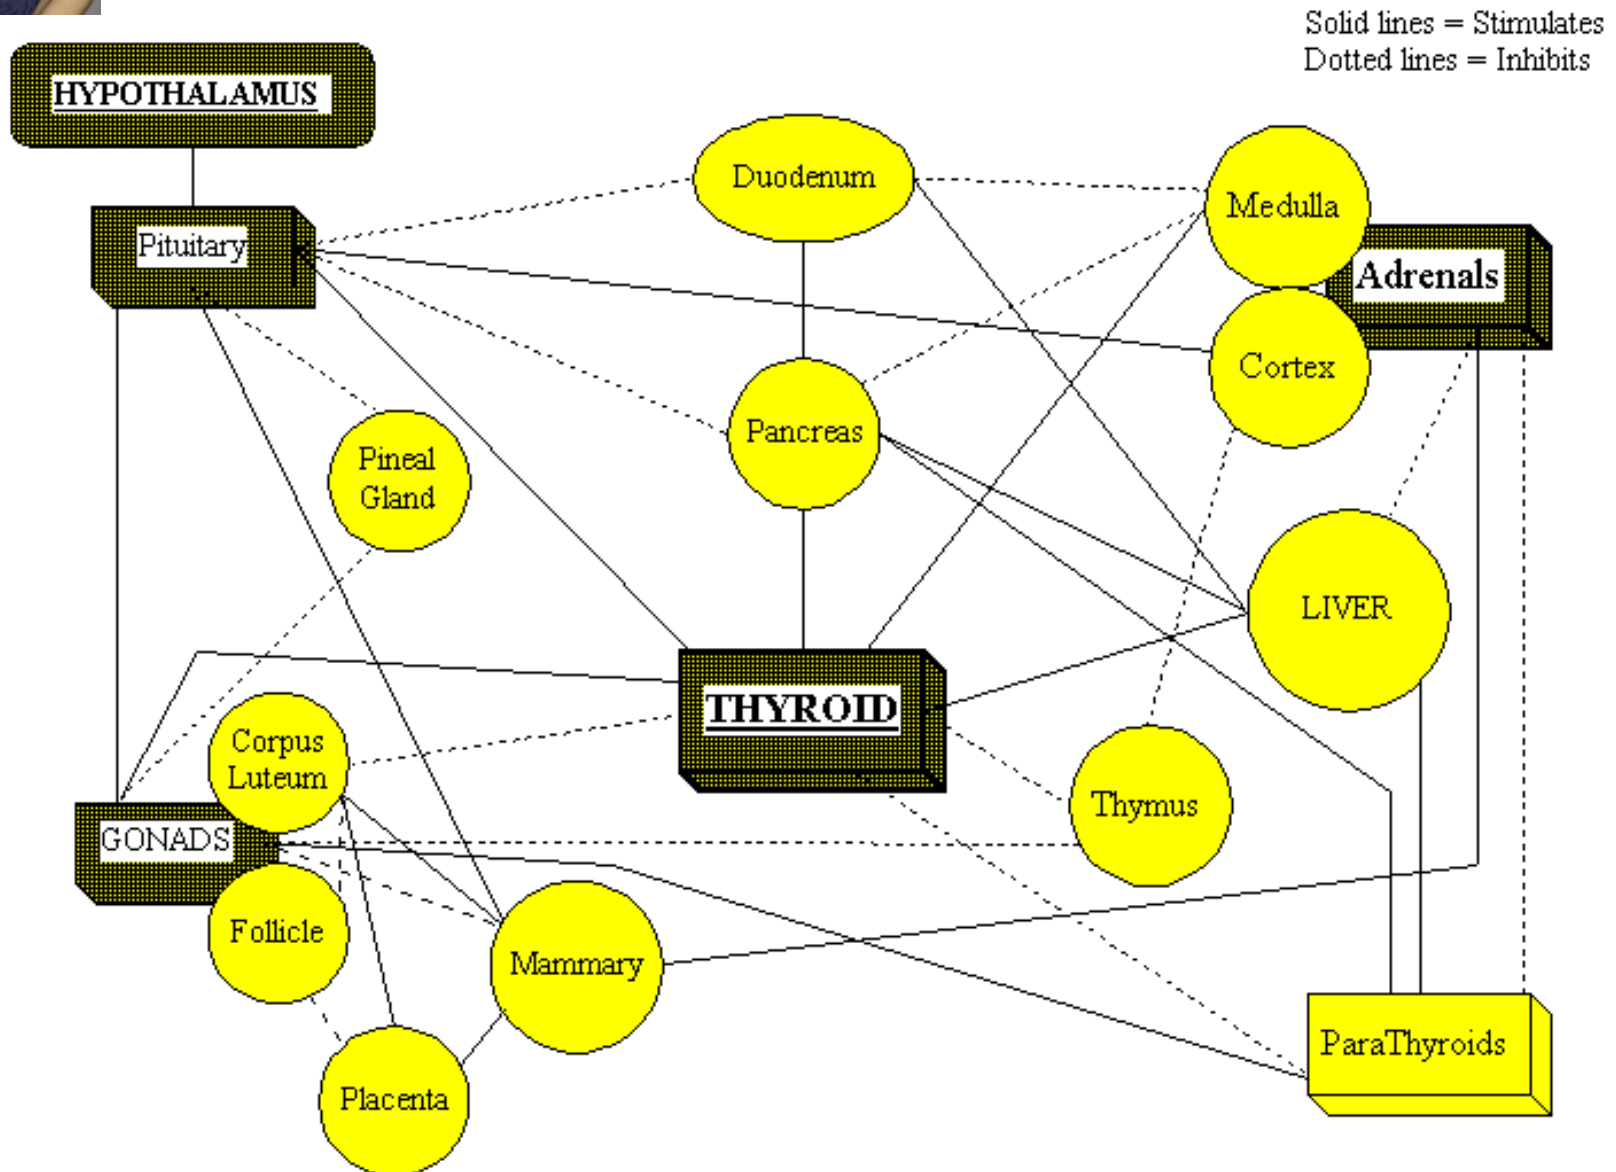 Solid lines = Stimulates
Dotted lines = Inhibits
HYPOTHALAMUS
Duodenum
Medulla
Pituitary
Adrenals
Cortex
Pancreas
Pineal
Gland
LIVER
THYROID
Corpus
Luteum
Thymus
GONADS
Follicle
Mammary
ParaThyroids
Placenta